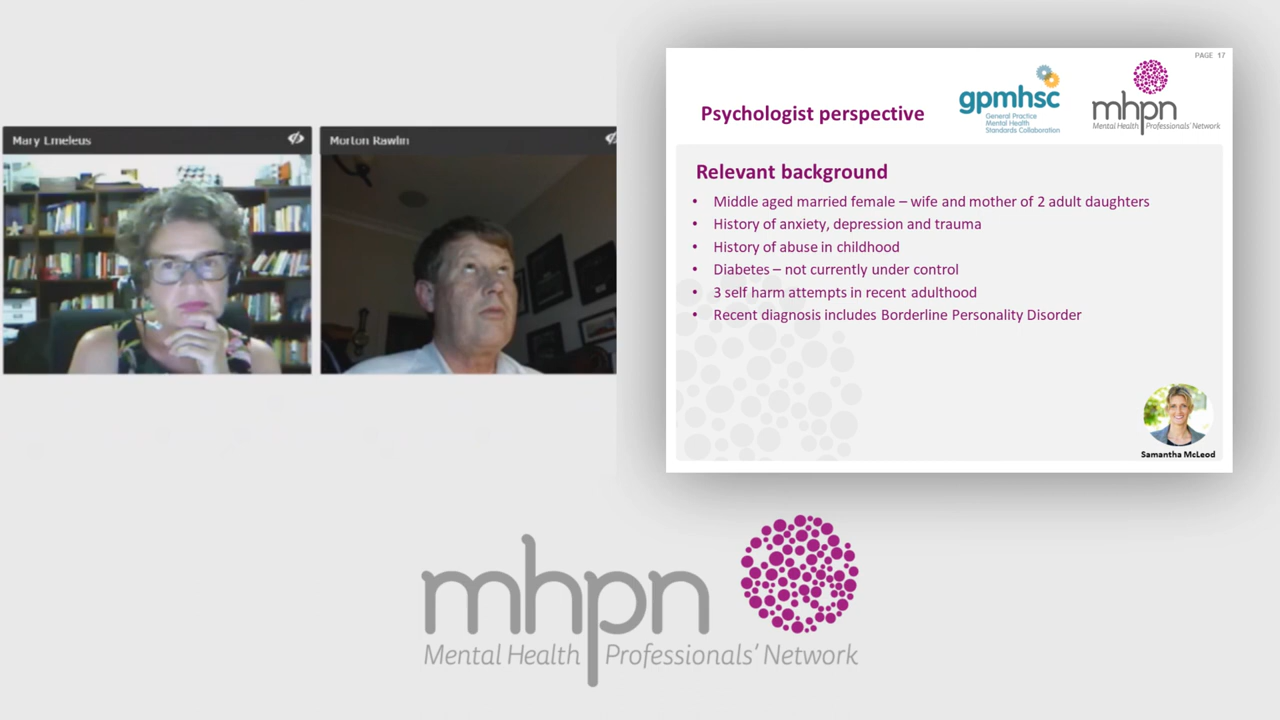 Mary Emeleus
Morton Rawlin
PAGE 17
Psychologist perspective
gpmhsc
General Practice
Mental Health
Standards Collaboration
mhpn
Mental Health Professionals' Network
Relevant background
• Middle aged married female – wife and mother of 2 adult daughters
• History of anxiety, depression and trauma
• History of abuse in childhood
• Diabetes – not currently under control
• 3 self harm attempts in recent adulthood
• Recent diagnosis includes Borderline Personality Disorder
Samantha McLeod
mhpn
Mental Health Professionals' Network